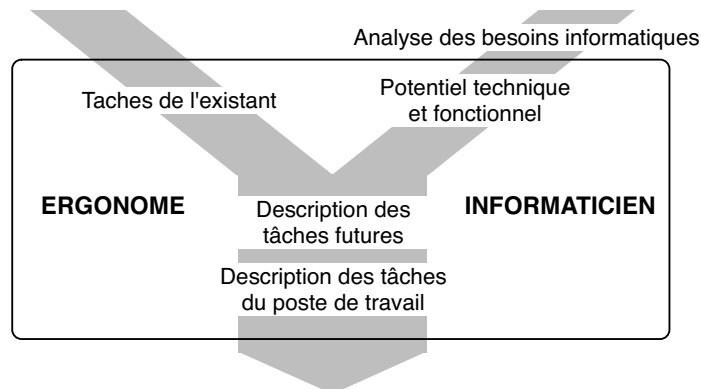 Analyse des besoins informatiques
Taches de l'existant
Potentiel technique
et fonctionnel
ERGONOME
Description des
tâches futures
INFORMATICIEN
Description des tâches
du poste de travail